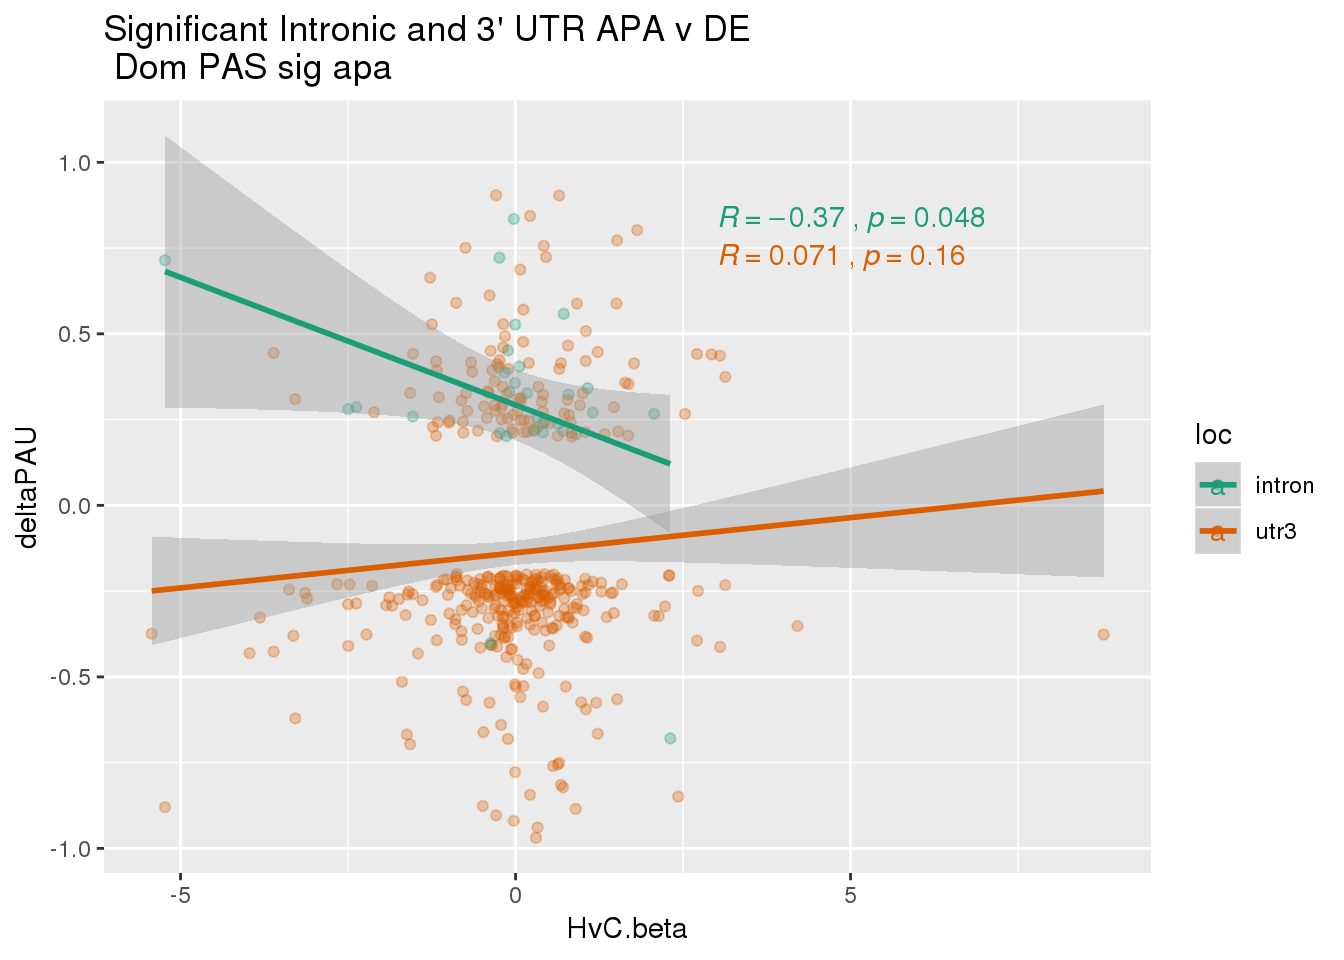 Significant Intronic and 3' UTR APA v DE
Dom PAS sig apa
R = −0.37 , p = 0.048
R = 0.071 , p = 0.16
1.0
0.5
0.0
-0.5
-1.0
deltaPAU
-5
0
5
HvC.beta
loc
a intron
a utr3